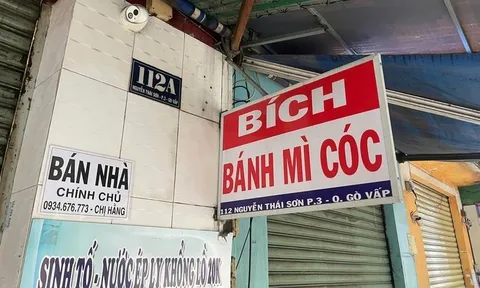 112A
NGUYỄN THÁI SƠN - P.3 - Q. GÒ VẤP
BÍCH
BÁNH MÌ CÓC
112 NGUYỄN THÁI SƠN P.3 - Q. GÒ VẤP
BÁN NHÀ
CHÍNH CHỦ
0934.676.773 - CHỊ HẰNG
SINH TỐ - NƯỚC ÉP LY KHỔNG LỒ 20K